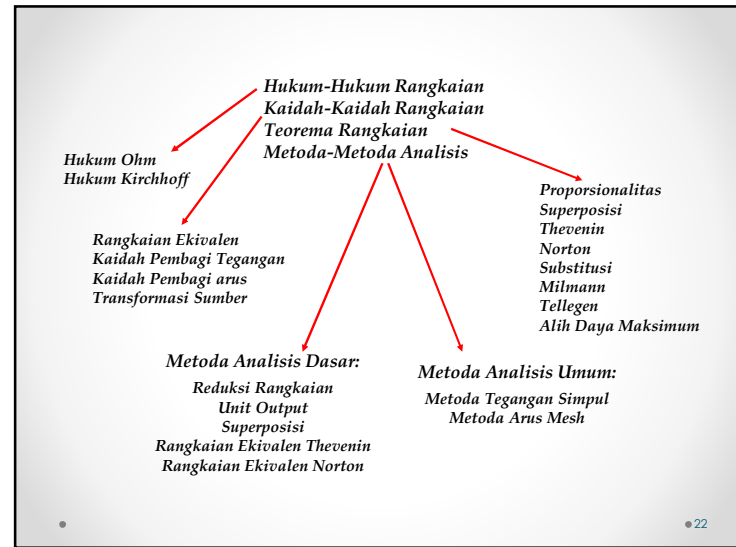 Hukum-Hukum Rangkaian
Kaidah-Kaidah Rangkaian
Teorema Rangkaian
Metoda-Metoda Analisis
Hukum Ohm
Hukum Kirchhoff
Rangkaian Ekivalen
Kaidah Pembagi Tegangan
Kaidah Pembagi arus
Transformasi Sumber
Proporsionalitas
Superposisi
Thevenin
Norton
Substitusi
Milmann
Tellegen
Alih Daya Maksimum
Metoda Analisis Dasar:
Reduksi Rangkaian
Unit Output
Superposisi
Rangkaian Ekivalen Thevenin
Rangkaian Ekivalen Norton
Metoda Analisis Umum:
Metoda Tegangan Simpul
Metoda Arus Mesh
22